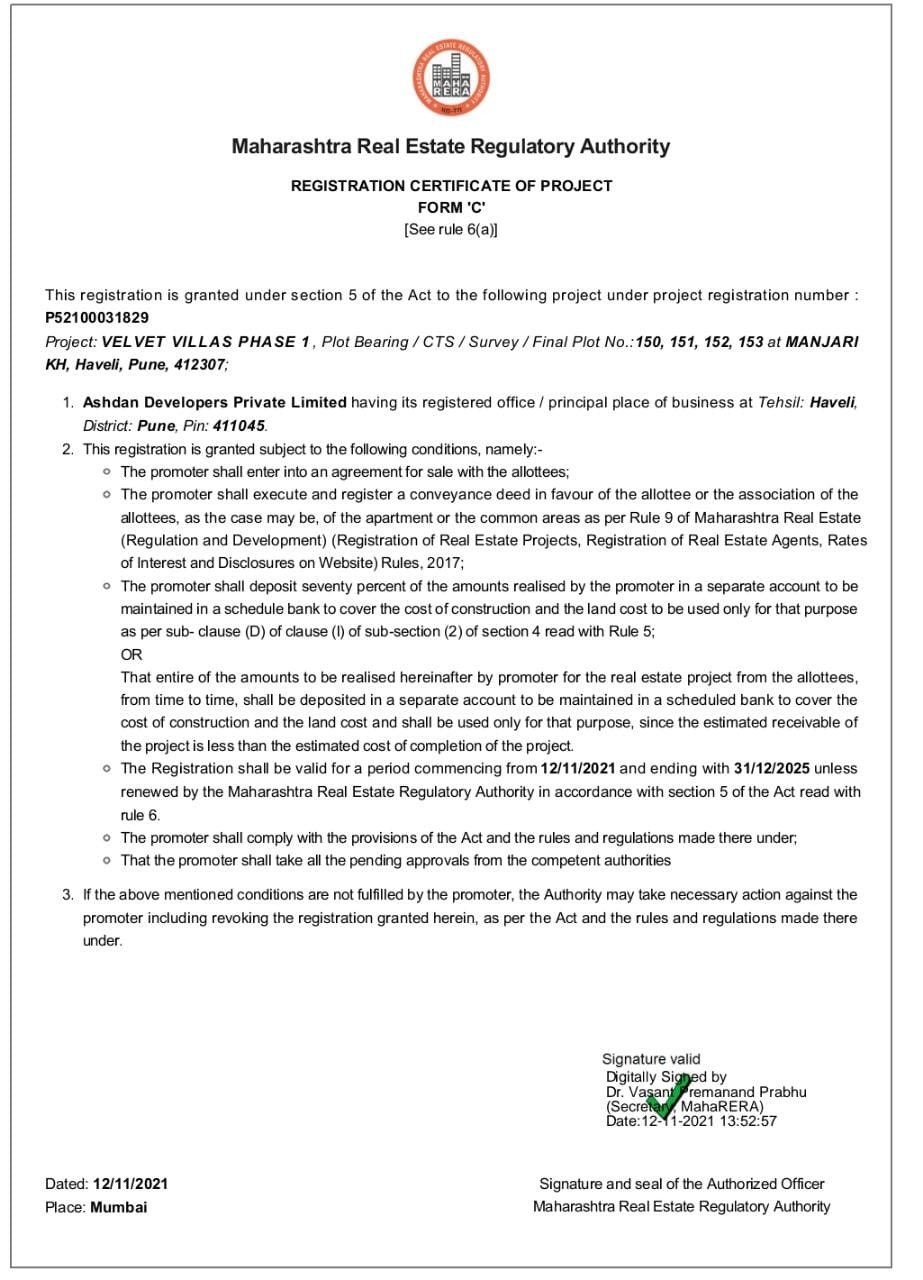 MAHARASHTRA REAL ESTATE REGULATORY AUTHORITY
MAHA
RERA
Maharashtra Real Estate Regulatory Authority
REGISTRATION CERTIFICATE OF PROJECT
FORM 'C'
[See rule 6(a)]
This registration is granted under section 5 of the Act to the following project under project registration number :
P52100031829
Project: VELVET VILLAS PHASE 1 , Plot Bearing / CTS / Survey / Final Plot No.:150, 151, 152, 153 at MANJARI
KH, Haveli, Pune, 412307;
1. Ashdan Developers Private Limited having its registered office / principal place of business at Tehsil: Haveli,
District: Pune, Pin: 411045.
2. This registration is granted subject to the following conditions, namely:-
The promoter shall enter into an agreement for sale with the allottees;
The promoter shall execute and register a conveyance deed in favour of the allottee or the association of the
allottees, as the case may be, of the apartment or the common areas as per Rule 9 of Maharashtra Real Estate
(Regulation and Development) (Registration of Real Estate Projects, Registration of Real Estate Agents, Rates
of Interest and Disclosures on Website) Rules, 2017;
The promoter shall deposit seventy percent of the amounts realised by the promoter in a separate account to be
maintained in a schedule bank to cover the cost of construction and the land cost to be used only for that purpose
as per sub- clause (D) of clause (l) of sub-section (2) of section 4 read with Rule 5;
OR
That entire of the amounts to be realised hereinafter by promoter for the real estate project from the allottees,
from time to time, shall be deposited in a separate account to be maintained in a scheduled bank to cover the
cost of construction and the land cost and shall be used only for that purpose, since the estimated receivable of
the project is less than the estimated cost of completion of the project.
The Registration shall be valid for a period commencing from 12/11/2021 and ending with 31/12/2025 unless
renewed by the Maharashtra Real Estate Regulatory Authority in accordance with section 5 of the Act read with
rule 6.
The promoter shall comply with the provisions of the Act and the rules and regulations made there under;
That the promoter shall take all the pending approvals from the competent authorities
3. If the above mentioned conditions are not fulfilled by the promoter, the Authority may take necessary action against the
promoter including revoking the registration granted herein, as per the Act and the rules and regulations made there
under.
Signature valid
Digitally Signed by
Dr. Vasant Premanand Prabhu
(Secretary, MahaRERA)
Date:12-11-2021 13:52:57
Dated: 12/11/2021
Place: Mumbai
Signature and seal of the Authorized Officer
Maharashtra Real Estate Regulatory Authority